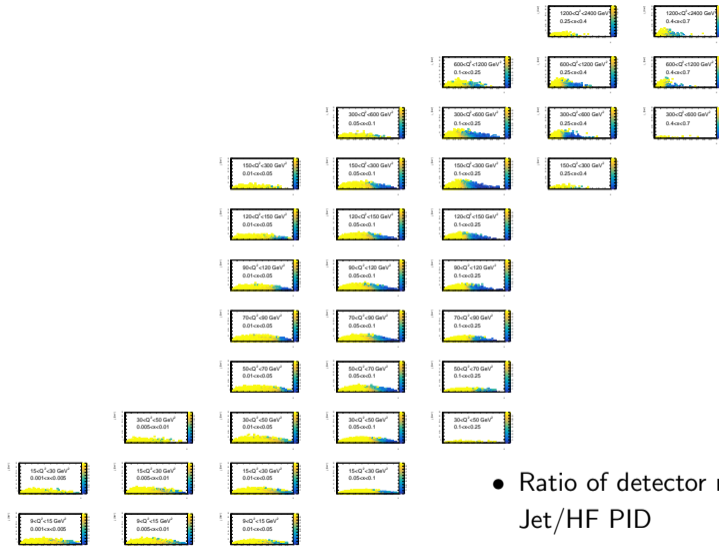 1200<Q²<2400 GeV²
0.25<x<0.4
0.4<x<0.7
600<Q²<1200 GeV²
0.1<x<0.25
600<Q²<1200 GeV²
0.25<x<0.4
600<Q²<1200 GeV²
0.4<x<0.7
300<Q²<600 GeV²
0.05<x<0.1
300<Q²<600 GeV²
0.1<x<0.25
300<Q²<600 GeV²
0.25<x<0.4
300<Q²<600 GeV²
0.4<x<0.7
150<Q²<300 GeV²
0.01<x<0.05
150<Q²<300 GeV²
0.05<x<0.1
150<Q²<300 GeV²
0.1<x<0.25
150<Q²<300 GeV²
0.25<x<0.4
120<Q²<150 GeV²
0.01<x<0.05
120<Q²<150 GeV²
0.05<x<0.1
120<Q²<150 GeV²
0.1<x<0.25
90<Q²<120 GeV²
0.01<x<0.05
90<Q²<120 GeV²
0.05<x<0.1
90<Q²<120 GeV²
0.1<x<0.25
70<Q²<90 GeV²
0.01<x<0.05
70<Q²<90 GeV²
0.05<x<0.1
70<Q²<90 GeV²
0.1<x<0.25
50<Q²<70 GeV²
0.01<x<0.05
50<Q²<70 GeV²
0.05<x<0.1
50<Q²<70 GeV²
0.1<x<0.25
30<Q²<50 GeV²
0.005<x<0.01
30<Q²<50 GeV²
0.01<x<0.05
30<Q²<50 GeV²
0.05<x<0.1
30<Q²<50 GeV²
0.1<x<0.25
15<Q²<30 GeV²
0.001<x<0.005
15<Q²<30 GeV²
0.005<x<0.01
15<Q²<30 GeV²
0.01<x<0.05
15<Q²<30 GeV²
0.05<x<0.1
9<Q²<15 GeV²
0.001<x<0.005
9<Q²<15 GeV²
0.005<x<0.01
9<Q²<15 GeV²
0.01<x<0.05
• Ratio of detector
Jet/HF PID